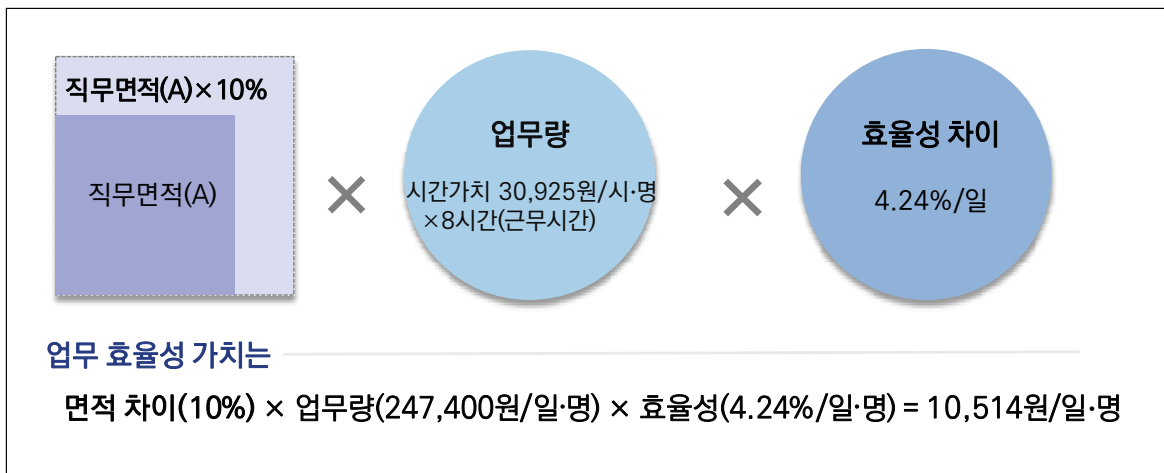 직무면적(A)×10%
직무면적(A)
×
업무량
시간가치 30,925원/시·명
×8시간(근무시간)
×
효율성 차이
4.24%/일
업무 효율성 가치는
면적 차이(10%) × 업무량(247,400원/일·명) × 효율성(4.24%/일·명) = 10,514원/일·명